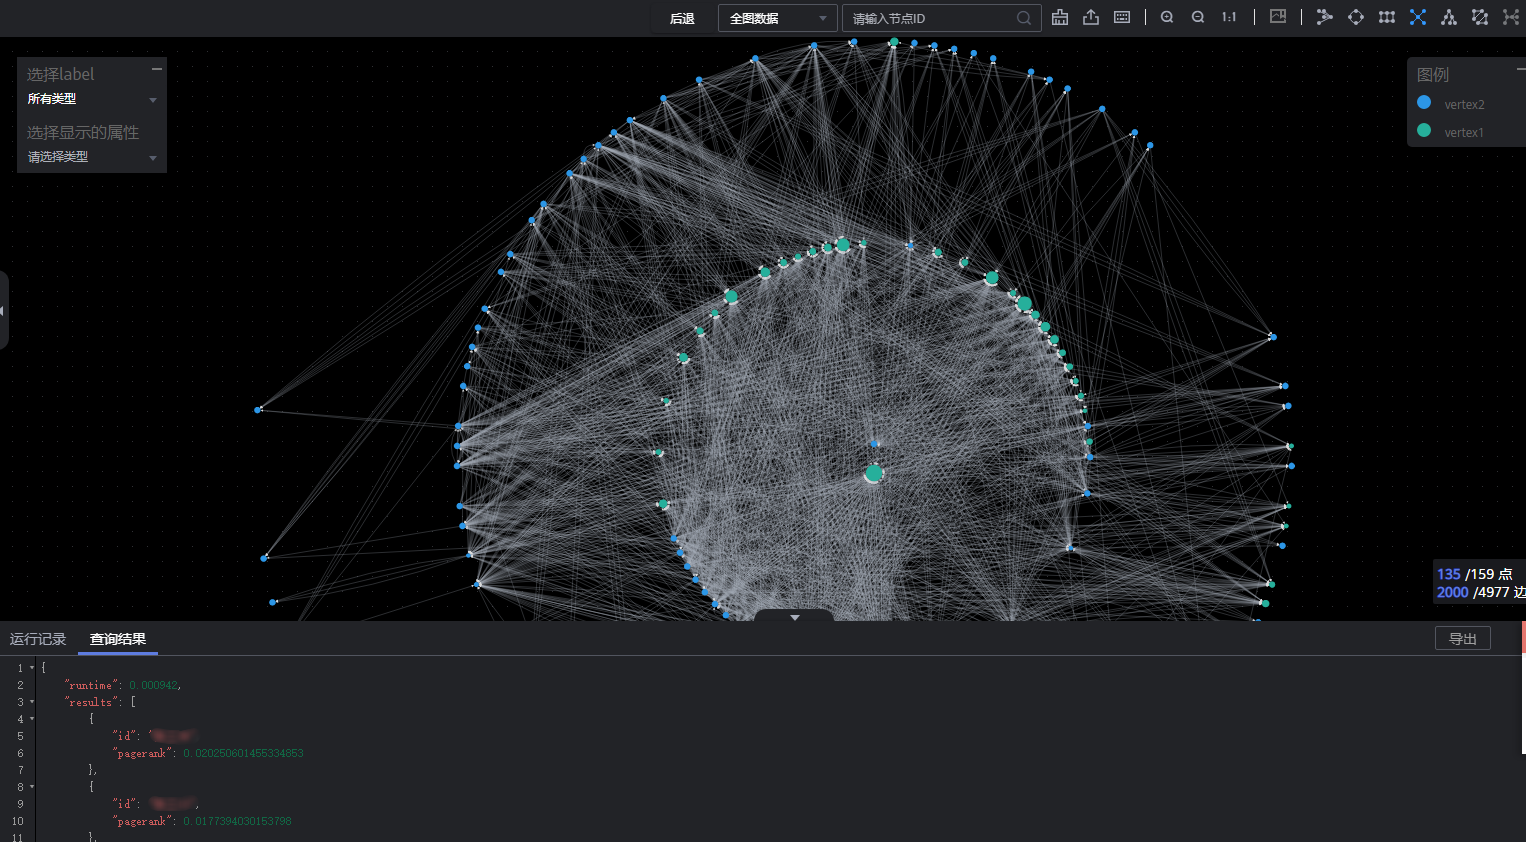 后退
全图数据
请输入节点ID
1:1
选择label
所有类型
选择显示的属性
请选择类型
图例
vertex2
vertex1
135 /159 点
2000 /4977 边
运行记录
查询结果
导出
1 {
2 "runtime": 0.000942,
3 "results": [
4 {
5 "id": "
6 "pagerank": 0.020250601455334853
7 },
8 {
9 "id": ",
10 "pagerank": 0.0177394030153798
11 },